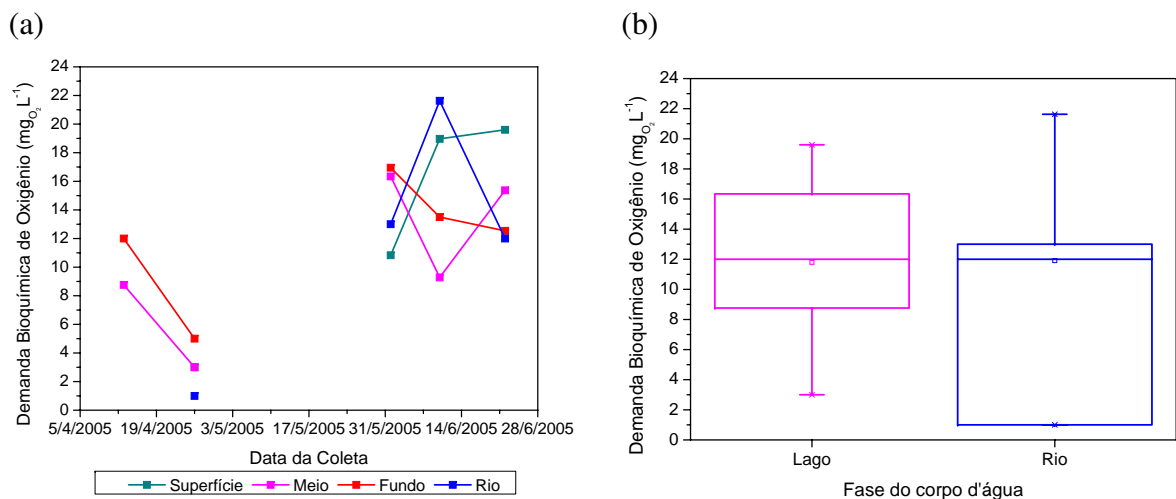 (a)
Demanda Bioquímica de Oxigênio (mgO2L-1)
24
22
20
18
16
14
12
10
8
6
4
2
0
5/4/2005 19/4/2005 3/5/2005 17/5/2005 31/5/2005 14/6/2005 28/6/2005
Data da Coleta
Superfície Meio Fundo Rio
(b)
Demanda Bioquímica de Oxigênio (mgO2L-1)
24
22
20
18
16
14
12
10
8
6
4
2
0
Lago Rio
Fase do corpo d'água